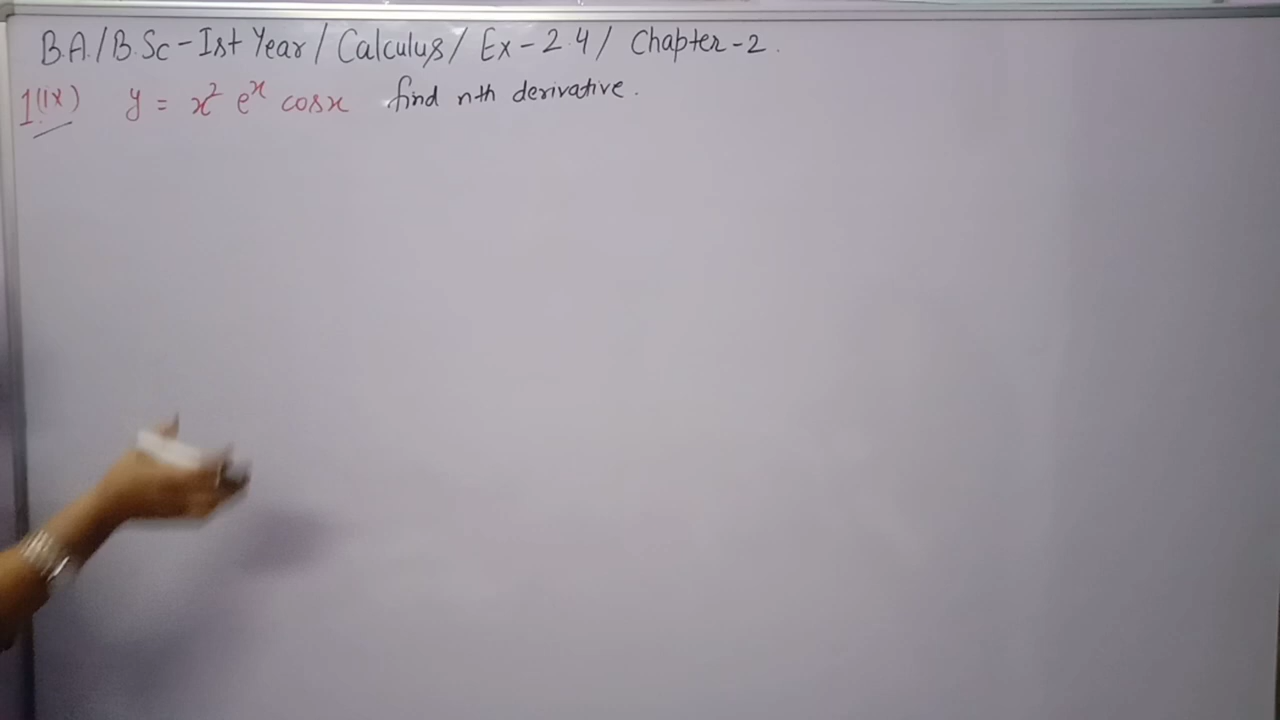 B.A./B.Sc-Ist Year/Calculus/Ex-2.4/Chapter-2.
1(ix) y = x² eˣ cosx find nth derivative.